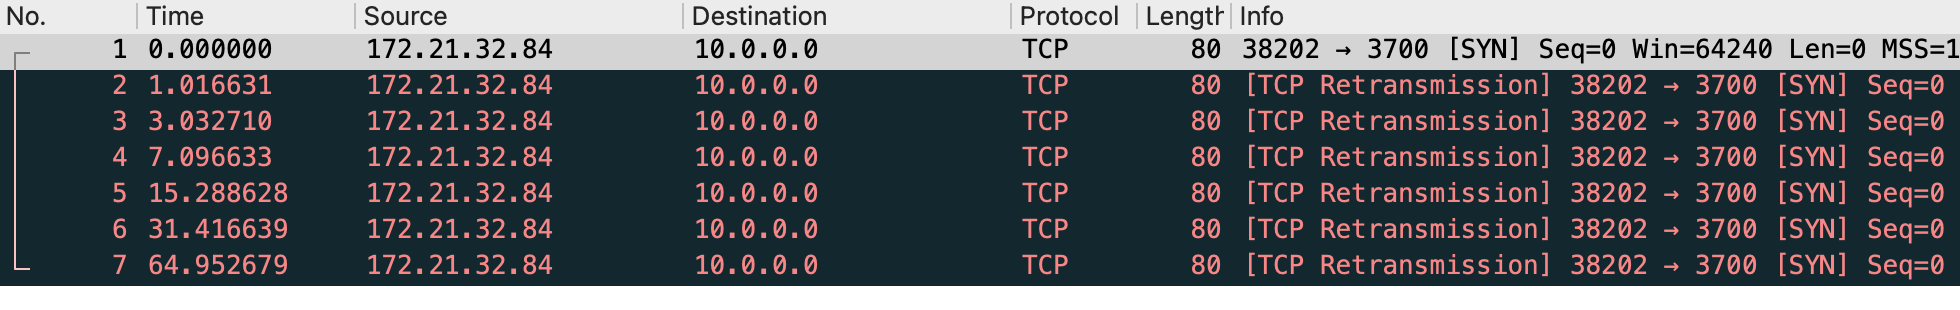 No. Time Source Destination Protocol Length Info
1 0.000000 172.21.32.84 10.0.0.0 TCP 80 38202 → 3700 [SYN] Seq=0 Win=64240 Len=0 MSS=1
2 1.016631 172.21.32.84 10.0.0.0 TCP 80 [TCP Retransmission] 38202 → 3700 [SYN] Seq=0
3 3.032710 172.21.32.84 10.0.0.0 TCP 80 [TCP Retransmission] 38202 → 3700 [SYN] Seq=0
4 7.096633 172.21.32.84 10.0.0.0 TCP 80 [TCP Retransmission] 38202 → 3700 [SYN] Seq=0
5 15.288628 172.21.32.84 10.0.0.0 TCP 80 [TCP Retransmission] 38202 → 3700 [SYN] Seq=0
6 31.416639 172.21.32.84 10.0.0.0 TCP 80 [TCP Retransmission] 38202 → 3700 [SYN] Seq=0
7 64.952679 172.21.32.84 10.0.0.0 TCP 80 [TCP Retransmission] 38202 → 3700 [SYN] Seq=0